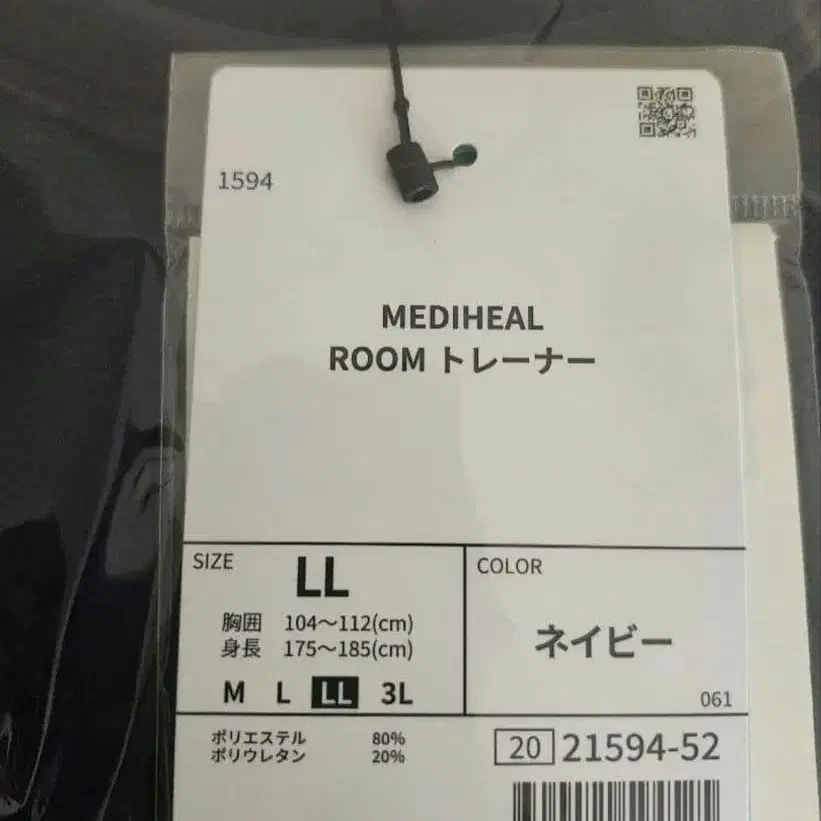 1594
MEDIHEAL
ROOM トレーナー
SIZE
LL
胸囲 104～112(cm)
身長 175～185(cm)
M L LL 3L
COLOR
ネイビー
061
ポリエステル 80%
ポリウレタン 20%
20 21594-52